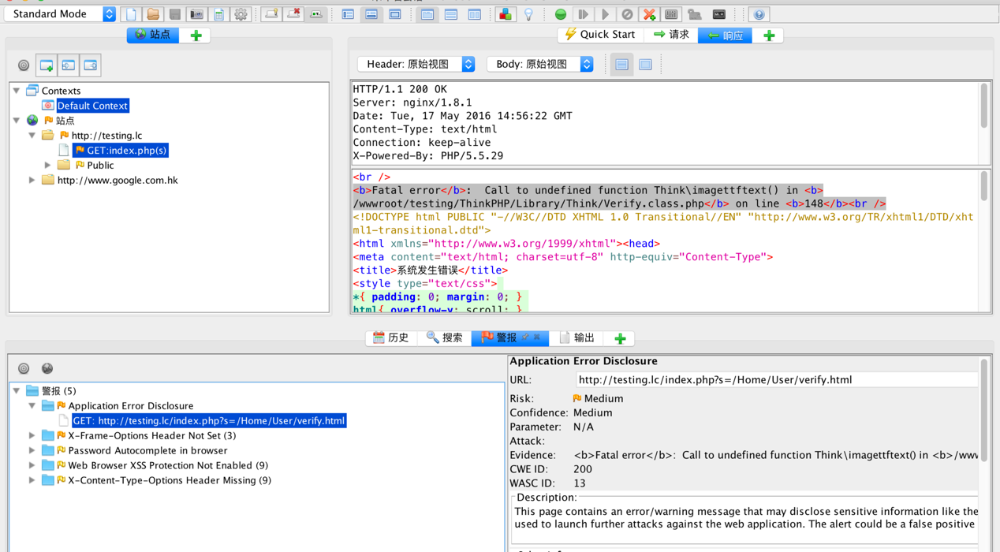 Standard Mode
站点
Quick Start
请求
响应
Header: 原始视图
Body: 原始视图
Contexts
Default Context
站点
http://testing.lc
GET:index.php(s)
Public
http://www.google.com.hk
HTTP/1.1 200 OK
Server: nginx/1.8.1
Date: Tue, 17 May 2016 14:56:22 GMT
Content-Type: text/html
Connection: keep-alive
X-Powered-By: PHP/5.5.29
<br />
<b>Fatal error</b>:  Call to undefined function Think\imagettftext() in <b>
/wwwroot/testing/ThinkPHP/Library/Think/Verify.class.php</b> on line <b>148</b><br />
<!DOCTYPE html PUBLIC "-//W3C//DTD XHTML 1.0 Transitional//EN" "http://www.w3.org/TR/xhtml1/DTD/xht
ml1-transitional.dtd">
<html xmlns="http://www.w3.org/1999/xhtml"><head>
<meta content="text/html; charset=utf-8" http-equiv="Content-Type">
<title>系统发生错误</title>
<style type="text/css">
*{ padding: 0; margin: 0; }
html{ overflow-y: scroll; }
历史
搜索
警报
输出
警报 (5)
Application Error Disclosure
GET: http://testing.lc/index.php?s=/Home/User/verify.html
X-Frame-Options Header Not Set (3)
Password Autocomplete in browser
Web Browser XSS Protection Not Enabled (9)
X-Content-Type-Options Header Missing (9)
Application Error Disclosure
URL: http://testing.lc/index.php?s=/Home/User/verify.html
Risk: Medium
Confidence: Medium
Parameter: N/A
Attack:
Evidence: <b>Fatal error</b>:  Call to undefined function Think\imagettftext() in <b>/www
CWE ID: 200
WASC ID: 13
Description:
This page contains an error/warning message that may disclose sensitive information like the
used to launch further attacks against the web application. The alert could be a false positive